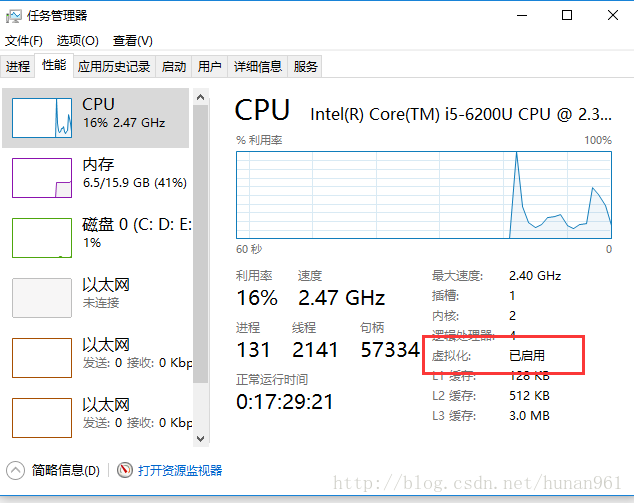 任务管理器
文件(F) 选项(O) 查看(V)
进程 性能 应用历史记录 启动 用户 详细信息 服务
CPU
16% 2.47 GHz
内存
6.5/15.9 GB (41%)
磁盘 0 (C: D: E:
1%
以太网
未连接
以太网
发送: 0 接收: 0 Kbp
以太网
发送: 0 接收: 0 Kbp
CPU Intel(R) Core(TM) i5-6200U CPU @ 2.3...
% 利用率 100%
60 秒 0
利用率 速度
16% 2.47 GHz
进程 线程 句柄
131 2141 57334
正常运行时间
0:17:29:21
最大速度: 2.40 GHz
插槽: 1
内核: 2
逻辑处理器: 4
虚拟化: 已启用
L1 缓存: 128 KB
L2 缓存: 512 KB
L3 缓存: 3.0 MB
简略信息(D) 打开资源监视器
http://blog.csdn.net/hunan961